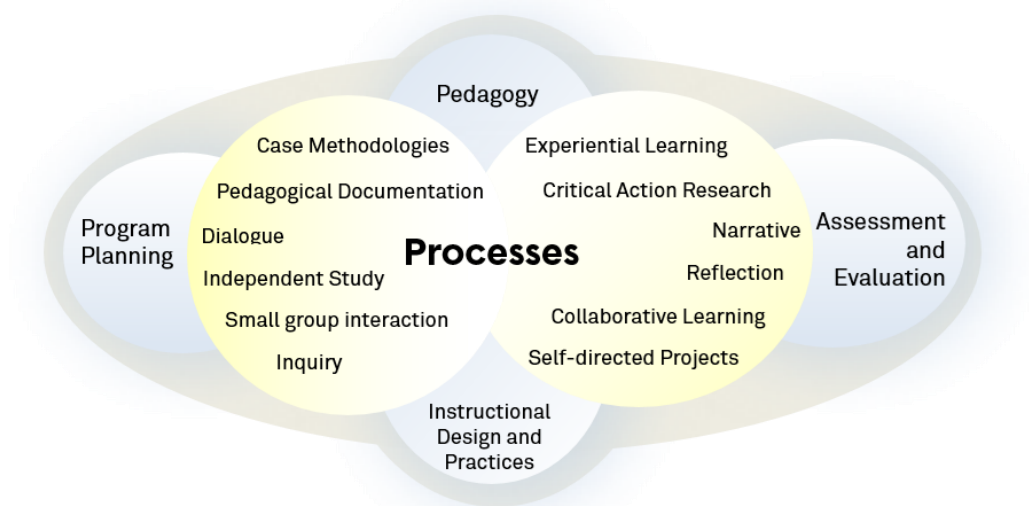 Pedagogy
Program
Planning
Case Methodologies
Pedagogical Documentation
Dialogue
Independent Study
Small group interaction
Inquiry
Processes
Experiential Learning
Critical Action Research
Narrative
Reflection
Collaborative Learning
Self-directed Projects
Assessment
and
Evaluation
Instructional
Design and
Practices